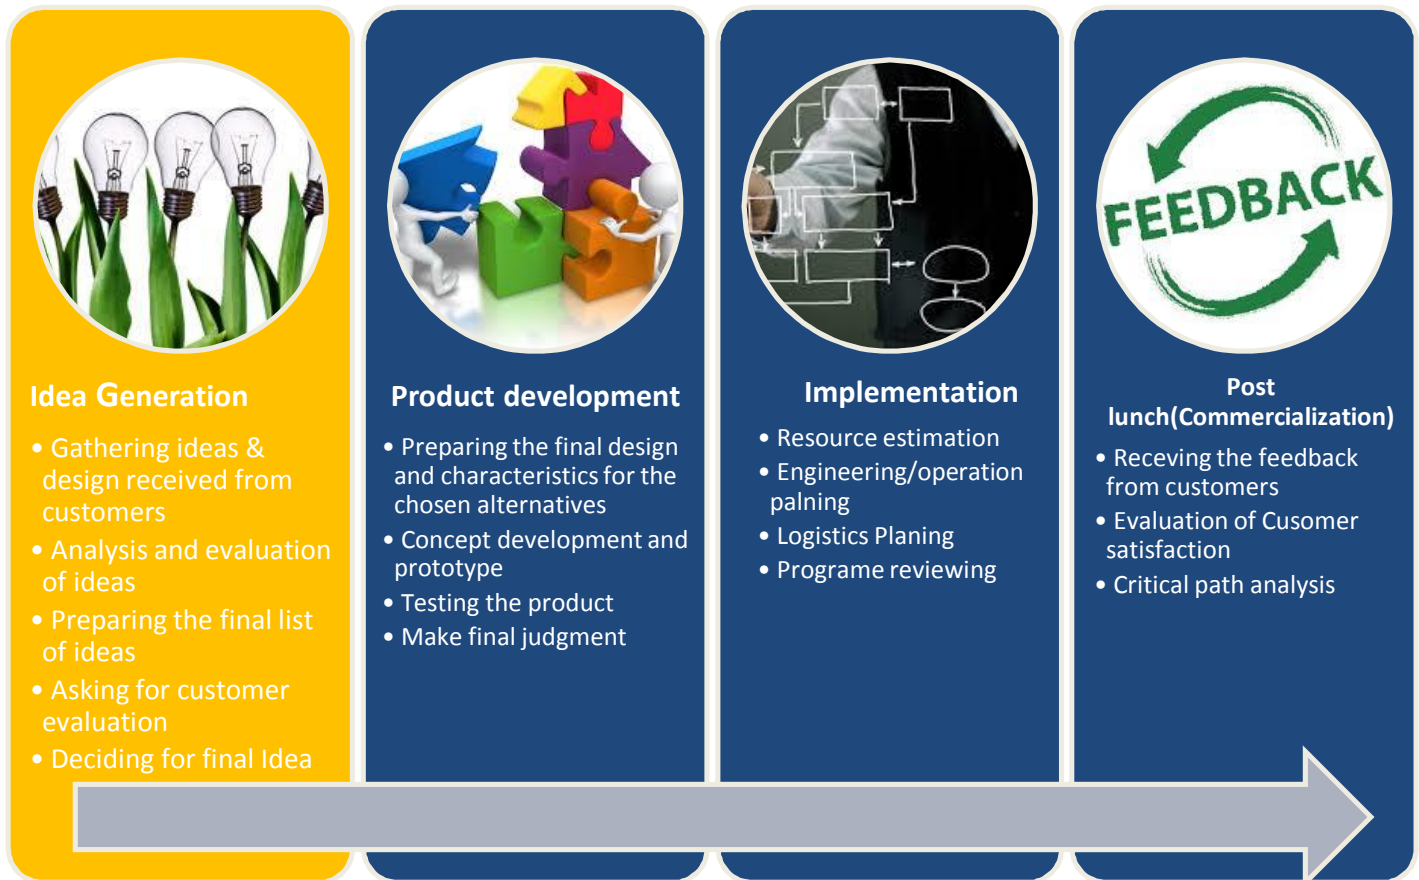 FEEDBACK
Idea Generation
• Gathering ideas &
design received from
customers
• Analysis and evaluation
of ideas
• Preparing the final list
of ideas
• Asking for customer
evaluation
• Deciding for final Idea
Product development
• Preparing the final design
and characteristics for the
chosen alternatives
• Concept development and
prototype
• Testing the product
• Make final judgment
Implementation
• Resource estimation
• Engineering/operation
palning
• Logistics Planing
• Programe reviewing
Post
lunch(Commercialization)
• Receving the feedback
from customers
• Evaluation of Cusomer
satisfaction
• Critical path analysis